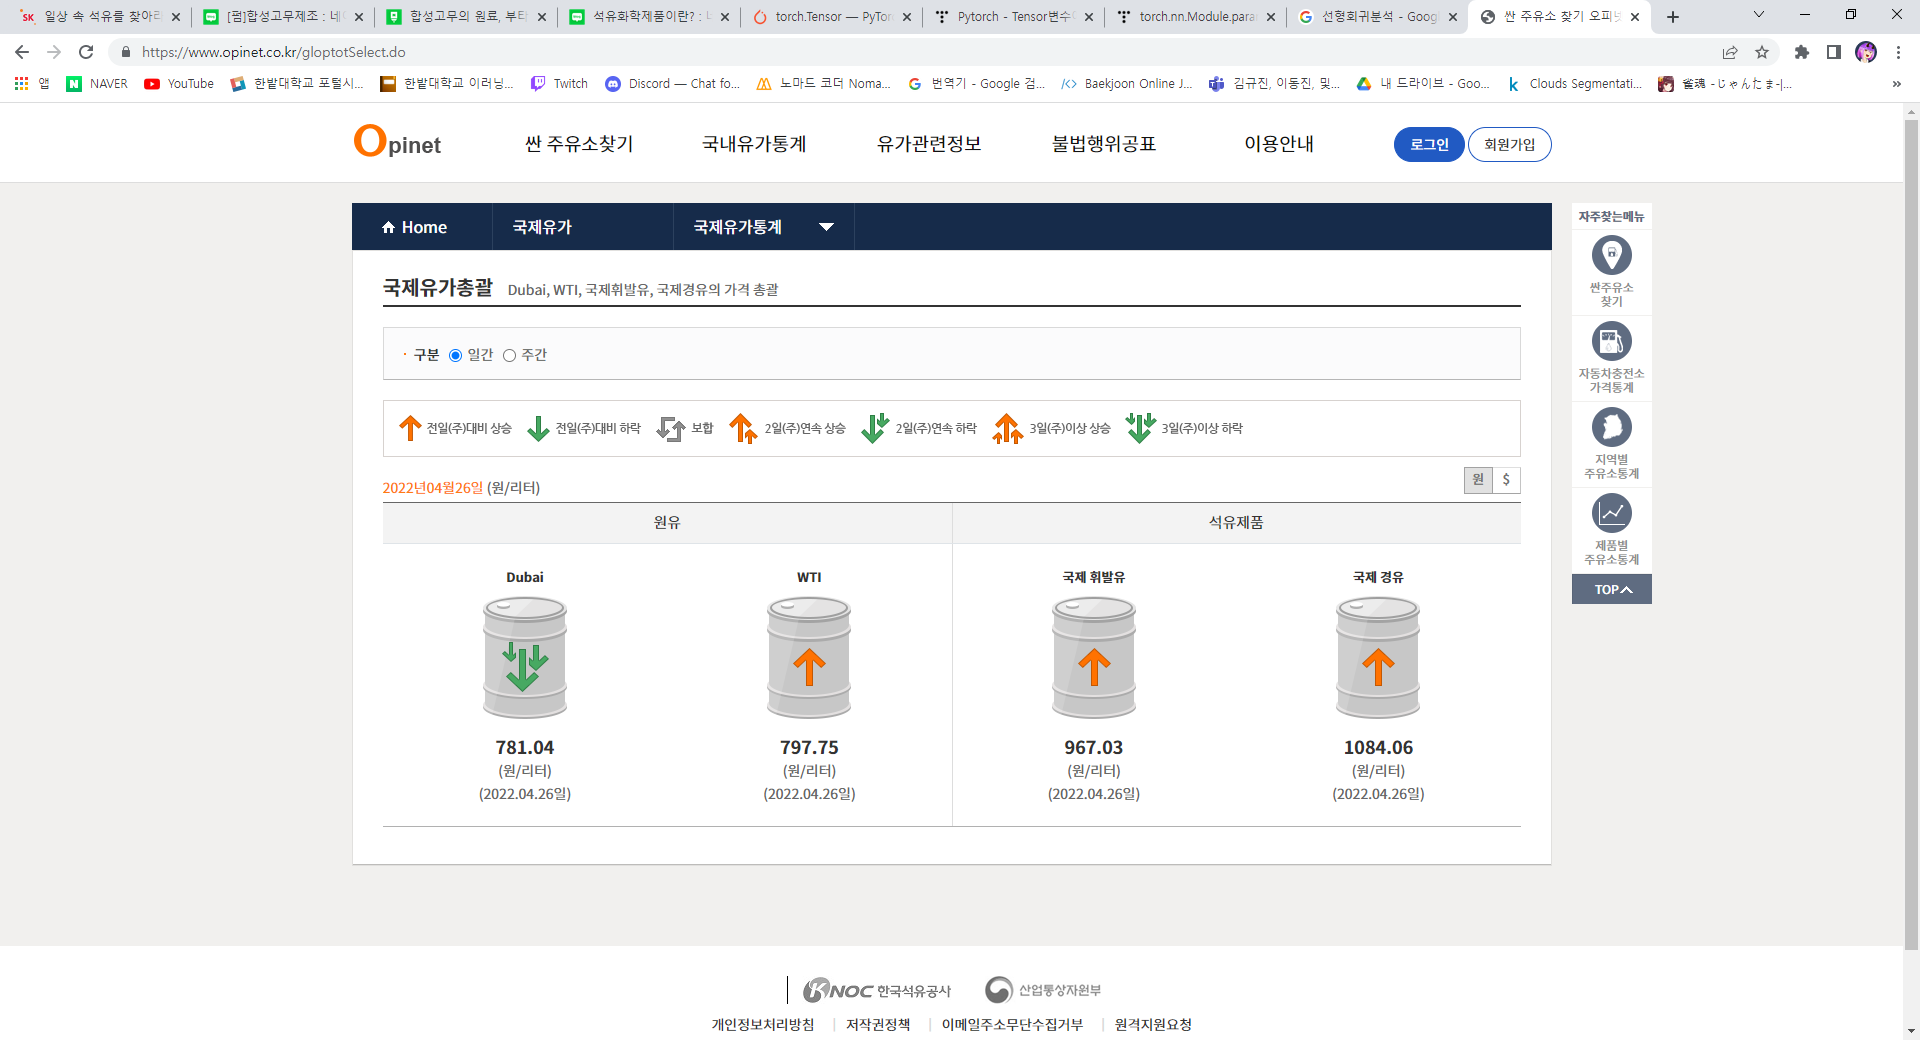 일상 속 석유를 찾아라
[펌]합성고무제조 : 네이
합성고무의 원료, 부타
석유화학제품이란? : 네
torch.Tensor — PyTor
Pytorch - Tensor변수
torch.nn.Module.para
선형회귀분석 - Googl
싼 주유소 찾기 오피넷
https://www.opinet.co.kr/gloptotSelect.do
앱
NAVER
YouTube
한밭대학교 포털시...
한밭대학교 이러닝...
Twitch
Discord — Chat fo...
노마드 코더 Noma...
번역기 - Google 검...
Baekjoon Online J...
김규진, 이동진, 및...
내 드라이브 - Goo...
Clouds Segmentati...
雀魂 -じゃんたま-|...
»
Opinet
싼 주유소찾기
국내유가통계
유가관련정보
불법행위공표
이용안내
로그인
회원가입
Home
국제유가
국제유가통계
국제유가총괄 Dubai, WTI, 국제휘발유, 국제경유의 가격 총괄
· 구분 일간 주간
전일(주)대비 상승
전일(주)대비 하락
보합
2일(주)연속 상승
2일(주)연속 하락
3일(주)이상 상승
3일(주)이상 하락
2022년04월26일 (원/리터)
원 $
원유
석유제품
Dubai
781.04
(원/리터)
(2022.04.26일)
WTI
797.75
(원/리터)
(2022.04.26일)
국제 휘발유
967.03
(원/리터)
(2022.04.26일)
국제 경유
1084.06
(원/리터)
(2022.04.26일)
자주찾는메뉴
싼주유소
찾기
자동차충전소
가격통계
지역별
주유소통계
제품별
주유소통계
TOP
KNOC 한국석유공사
산업통상자원부
개인정보처리방침
저작권정책
이메일주소무단수집거부
원격지원요청